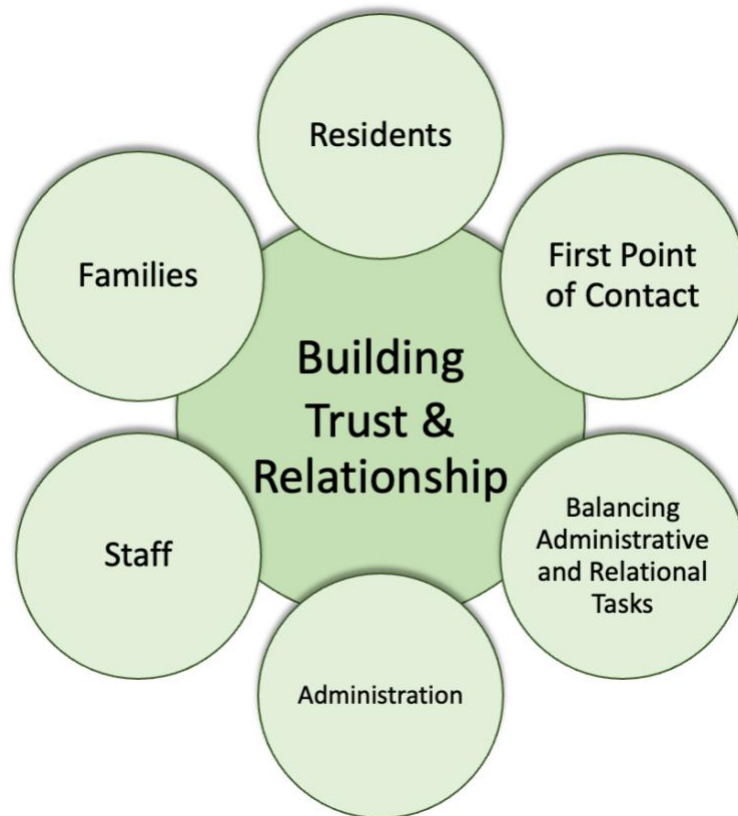 Residents
First Point
of Contact
Families
Building
Trust &
Relationship
Balancing
Administrative
and Relational
Tasks
Staff
Administration